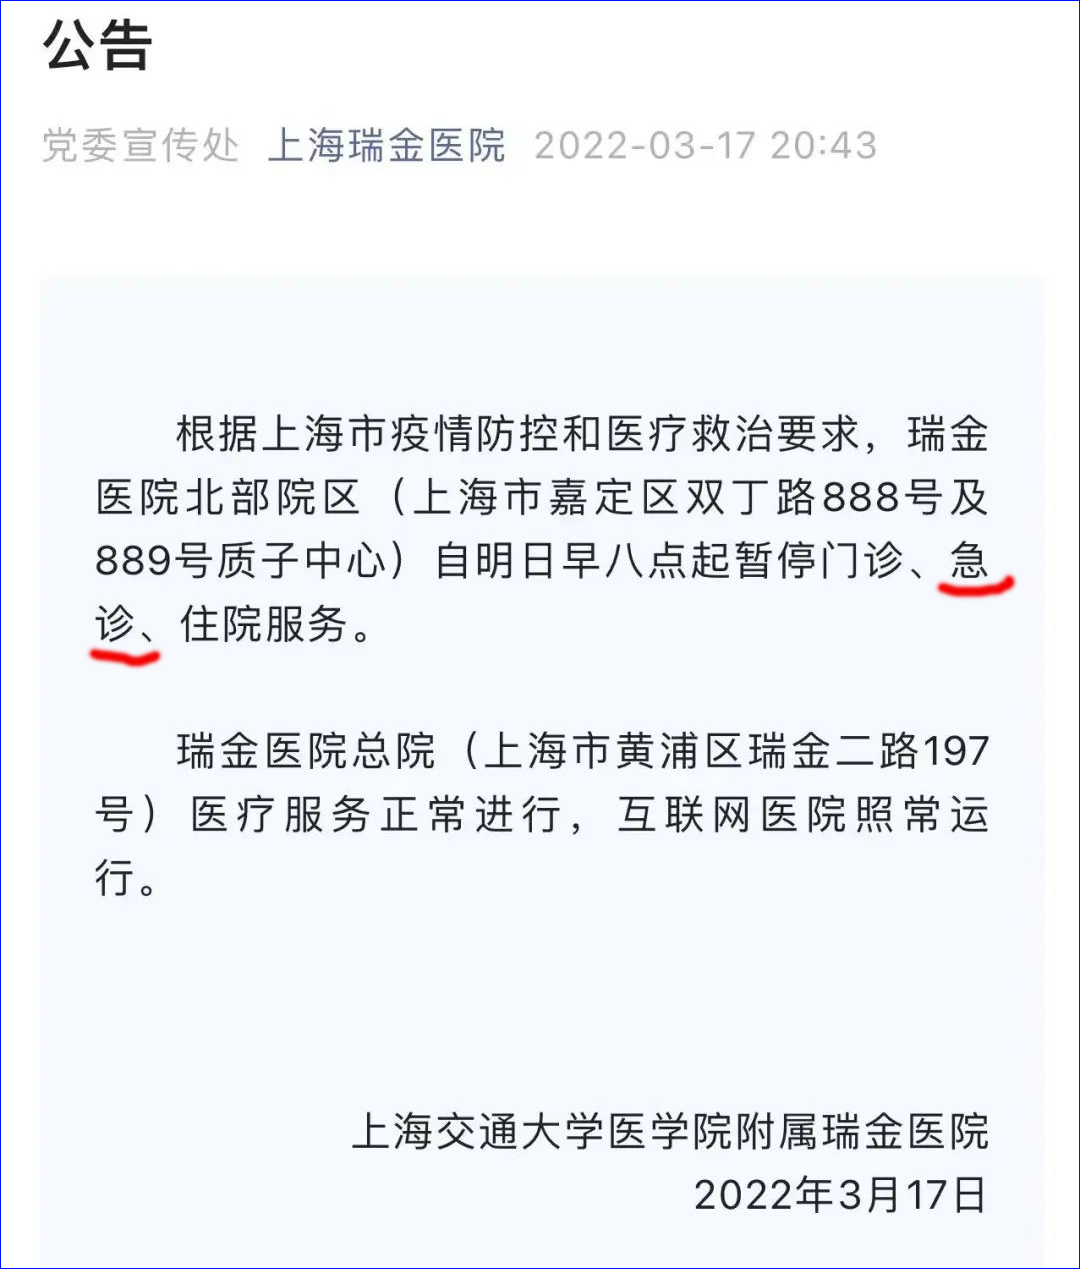 公告
党委宣传处 上海瑞金医院 2022-03-17 20:43
根据上海市疫情防控和医疗救治要求，瑞金
医院北部院区（上海市嘉定区双丁路888号及
889号质子中心）自明日早八点起暂停门诊、急
诊、住院服务。
瑞金医院总院（上海市黄浦区瑞金二路197
号）医疗服务正常进行，互联网医院照常运
行。
上海交通大学医学院附属瑞金医院
2022年3月17日